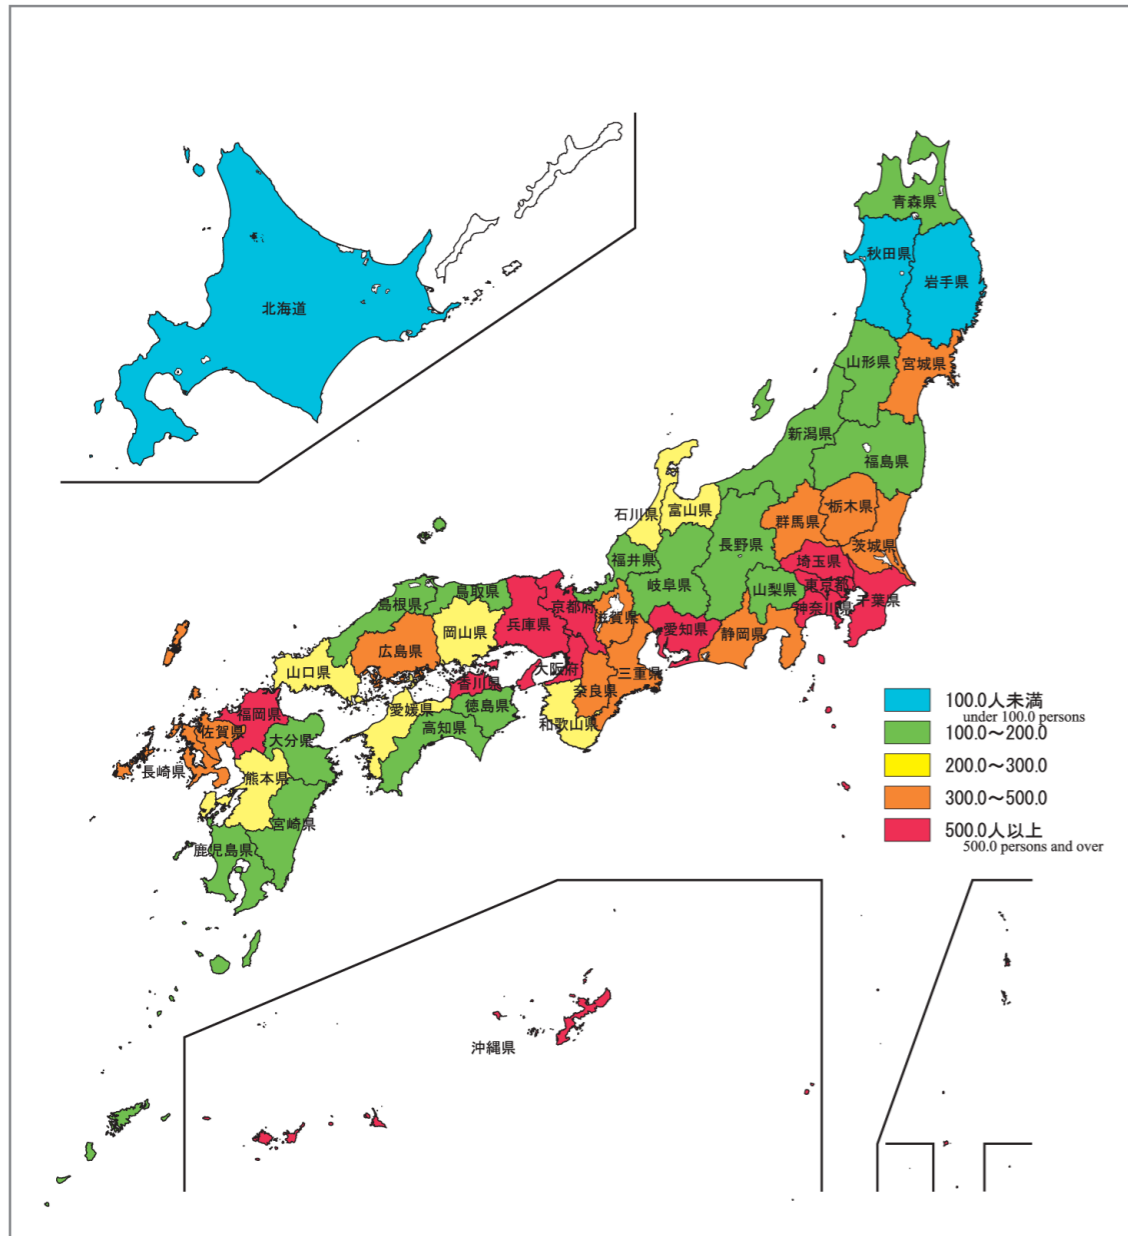 北海道
青森県
秋田県
岩手県
山形県
宮城県
新潟県
福島県
石川県
富山県
群馬県
栃木県
茨城県
福井県
長野県
埼玉県
岐阜県
山梨県
東京都
千葉県
神奈川県
島根県
鳥取県
京都府
滋賀県
兵庫県
愛知県
静岡県
岡山県
広島県
大阪府
三重県
山口県
香川県
奈良県
徳島県
愛媛県
高知県
和歌山県
福岡県
佐賀県
大分県
長崎県
熊本県
宮崎県
鹿児島県
沖縄県
100.0人未満
under 100.0 persons
100.0～200.0
200.0～300.0
300.0～500.0
500.0人以上
500.0 persons and over